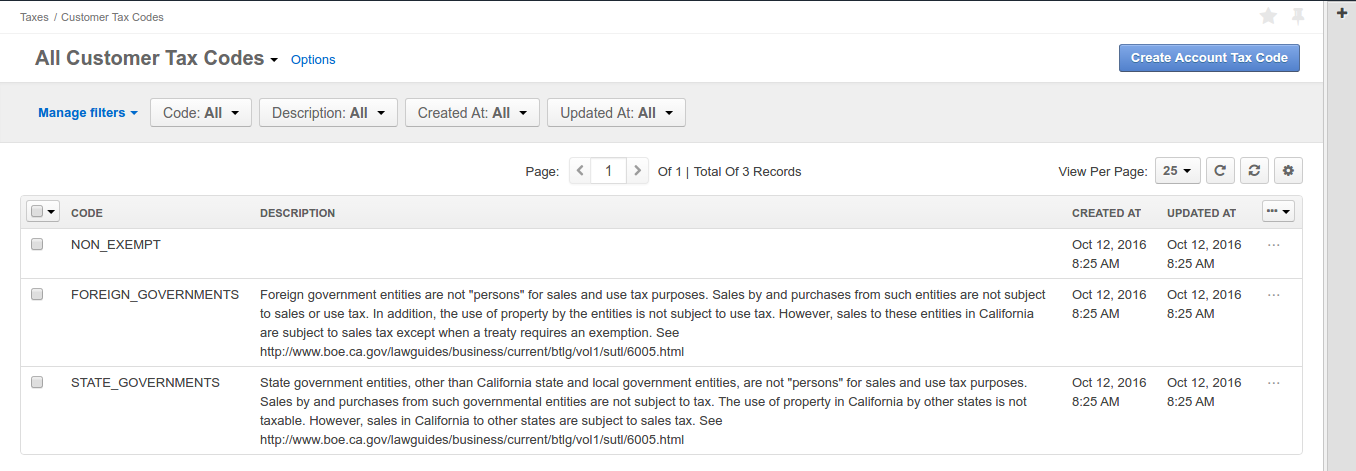 Taxes / Customer Tax Codes
All Customer Tax Codes Options
Create Account Tax Code
Manage filters Code: All Description: All Created At: All Updated At: All
Page: 1 Of 1 | Total Of 3 Records View Per Page: 25
CODE DESCRIPTION CREATED AT UPDATED AT
NON_EXEMPT Oct 12, 2016 Oct 12, 2016
8:25 AM 8:25 AM
FOREIGN_GOVERNMENTS Foreign government entities are not "persons" for sales and use tax purposes. Sales by and purchases from such entities are not subject Oct 12, 2016 Oct 12, 2016
to sales or use tax. In addition, the use of property by the entities is not subject to use tax. However, sales to these entities in California 8:25 AM 8:25 AM
are subject to sales tax except when a treaty requires an exemption. See
http://www.boe.ca.gov/lawguides/business/current/btlg/vol1/sutl/6005.html
STATE_GOVERNMENTS State government entities, other than California state and local government entities, are not "persons" for sales and use tax purposes. Oct 12, 2016 Oct 12, 2016
Sales by and purchases from such governmental entities are not subject to tax. The use of property in California by other states is not 8:25 AM 8:25 AM
taxable. However, sales in California to other states are subject to sales tax. See
http://www.boe.ca.gov/lawguides/business/current/btlg/vol1/sutl/6005.html